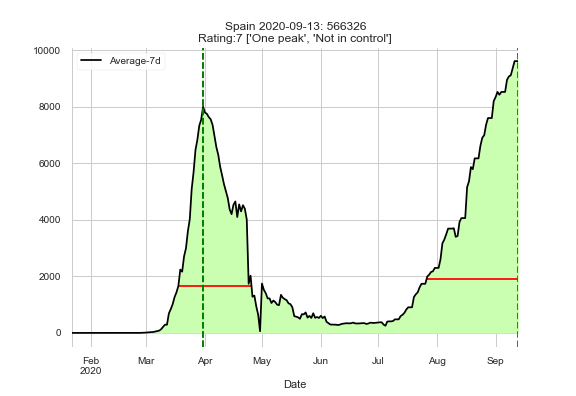 Spain 2020-09-13: 566326
Rating:7 ['One peak', 'Not in control']
Average-7d
10000
8000
6000
4000
2000
0
Feb Mar Apr May Jun Jul Aug Sep
2020
Date